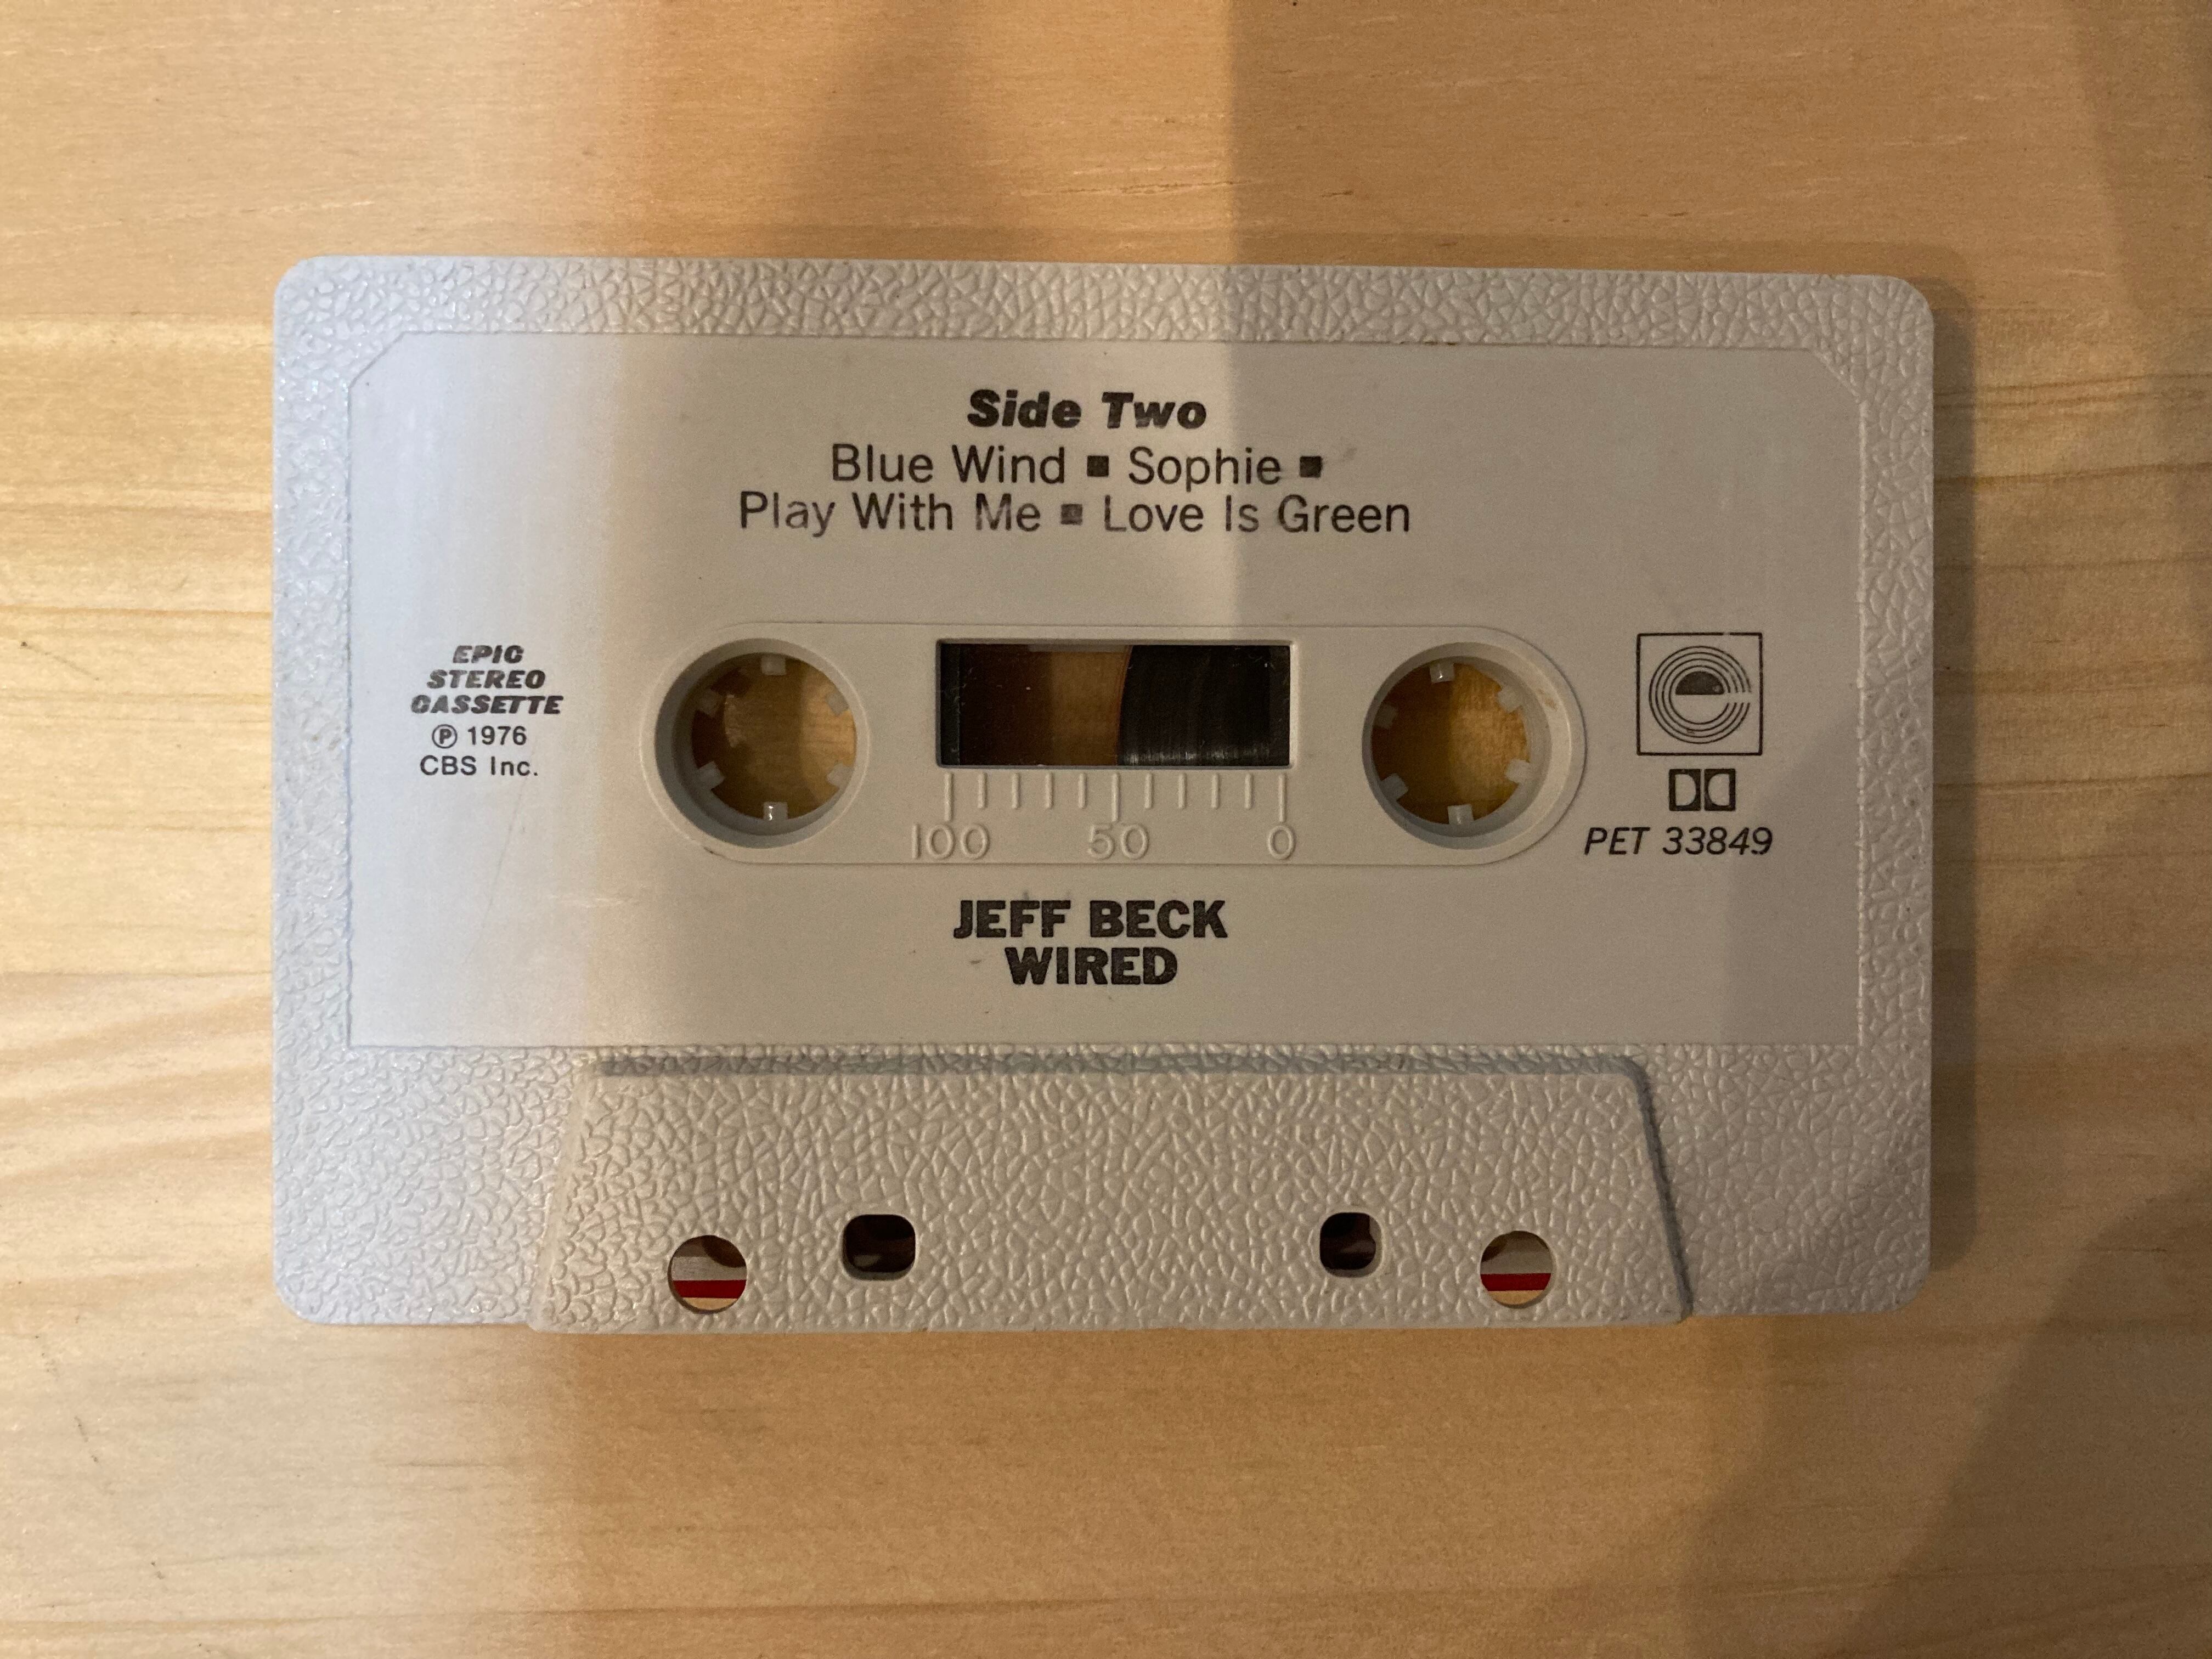 Side Two
Blue Wind ▪ Sophie ▪
Play With Me ▪ Love Is Green
EPIC
STEREO
CASSETTE
℗ 1976
CBS Inc.
100 50 0
e
PET 33849
JEFF BECK
WIRED